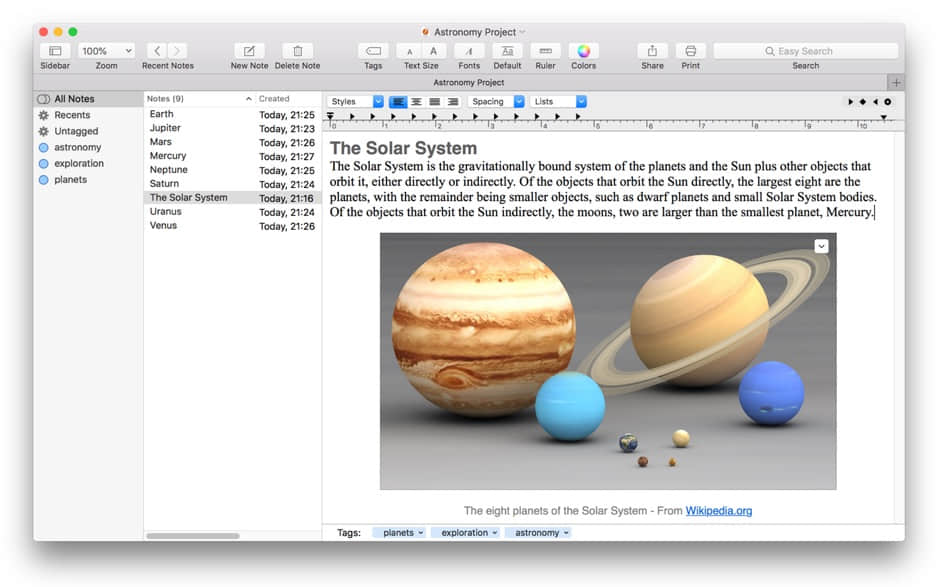 Astronomy Project
100%
Easy Search
Sidebar Zoom Recent Notes New Note Delete Note Tags Text Size Fonts Default Ruler Colors Share Print Search
A A A Aa
Astronomy Project
All Notes
Recents
Untagged
astronomy
exploration
planets
Notes (9) Created
Earth Today, 21:25
Jupiter Today, 21:23
Mars Today, 21:26
Mercury Today, 21:27
Neptune Today, 21:25
Saturn Today, 21:24
The Solar System Today, 21:16
Uranus Today, 21:24
Venus Today, 21:26
Styles Spacing Lists
0 1 2 3 4 5 6 7 8 9 10
The Solar System
The Solar System is the gravitationally bound system of the planets and the Sun plus other objects that
orbit it, either directly or indirectly. Of the objects that orbit the Sun directly, the largest eight are the
planets, with the remainder being smaller objects, such as dwarf planets and small Solar System bodies.
Of the objects that orbit the Sun indirectly, the moons, two are larger than the smallest planet, Mercury.
The eight planets of the Solar System - From Wikipedia.org
Tags: planets exploration astronomy